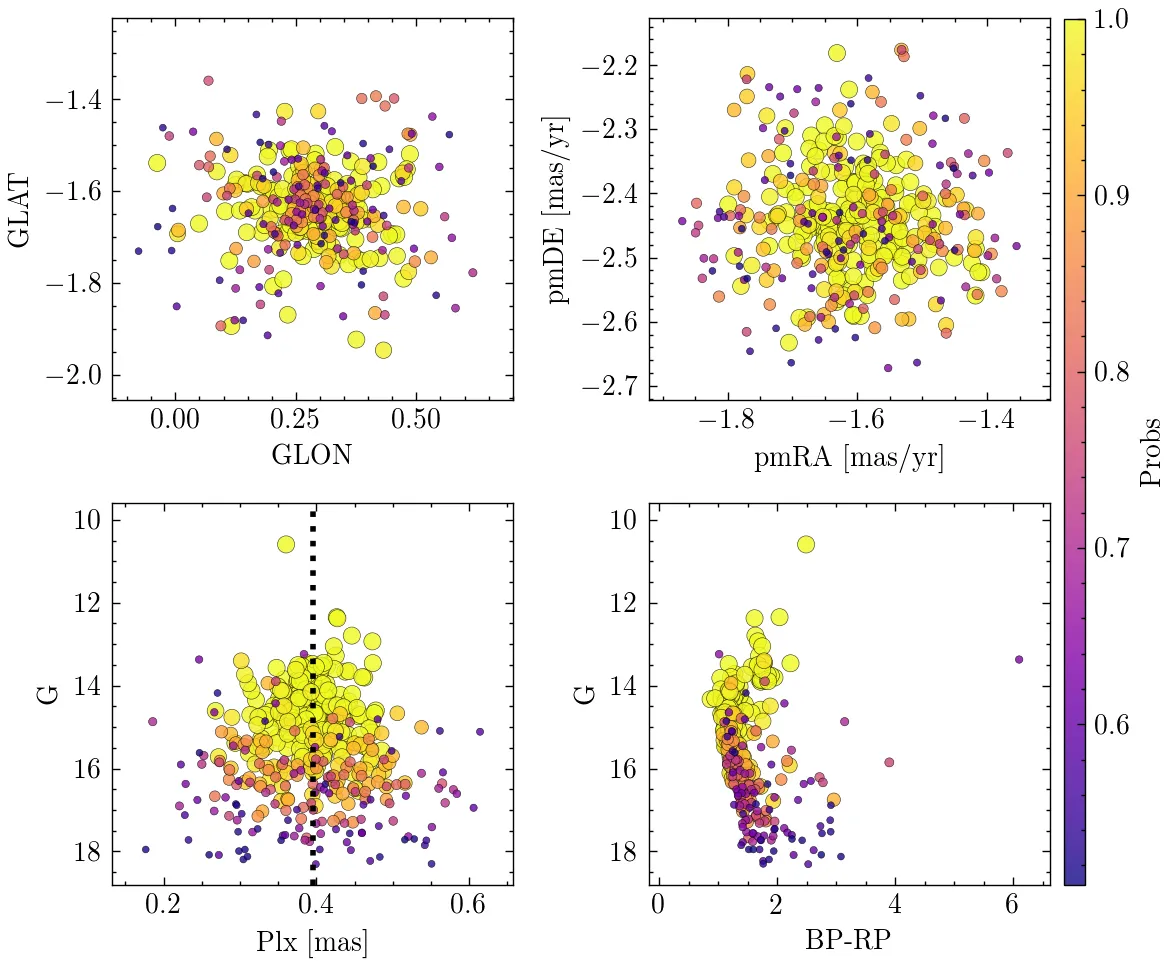 −1.4
−1.6
−1.8
−2.0
GLAT
0.00 0.25 0.50
GLON
−2.2
−2.3
−2.4
−2.5
−2.6
−2.7
pmDE [mas/yr]
−1.8 −1.6 −1.4
pmRA [mas/yr]
1.0
0.9
0.8
0.7
0.6
Probs
10
12
14
16
18
G
0.2 0.4 0.6
Plx [mas]
10
12
14
16
18
G
0 2 4 6
BP-RP